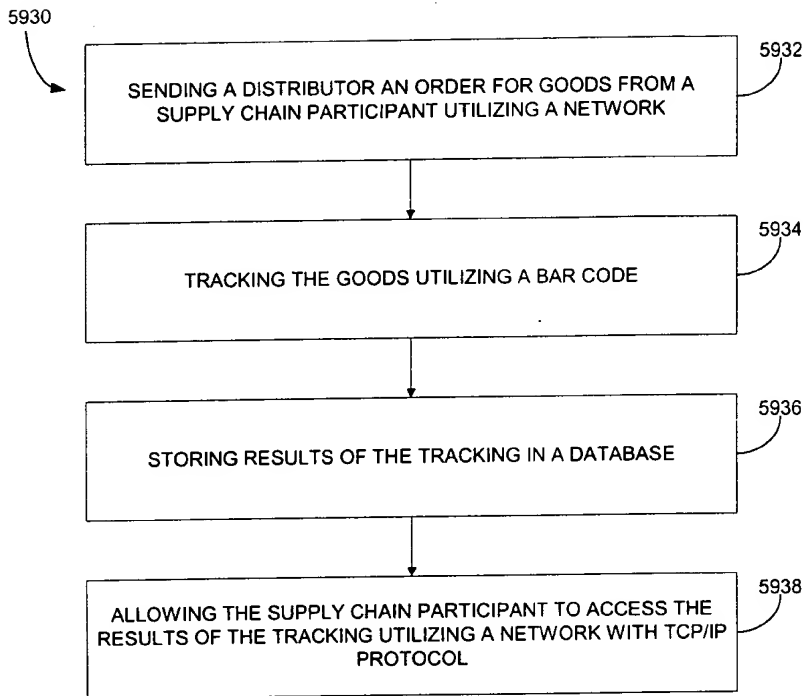 5930
5932
SENDING A DISTRIBUTOR AN ORDER FOR GOODS FROM A
SUPPLY CHAIN PARTICIPANT UTILIZING A NETWORK
5934
TRACKING THE GOODS UTILIZING A BAR CODE
5936
STORING RESULTS OF THE TRACKING IN A DATABASE
5938
ALLOWING THE SUPPLY CHAIN PARTICIPANT TO ACCESS THE
RESULTS OF THE TRACKING UTILIZING A NETWORK WITH TCP/IP
PROTOCOL